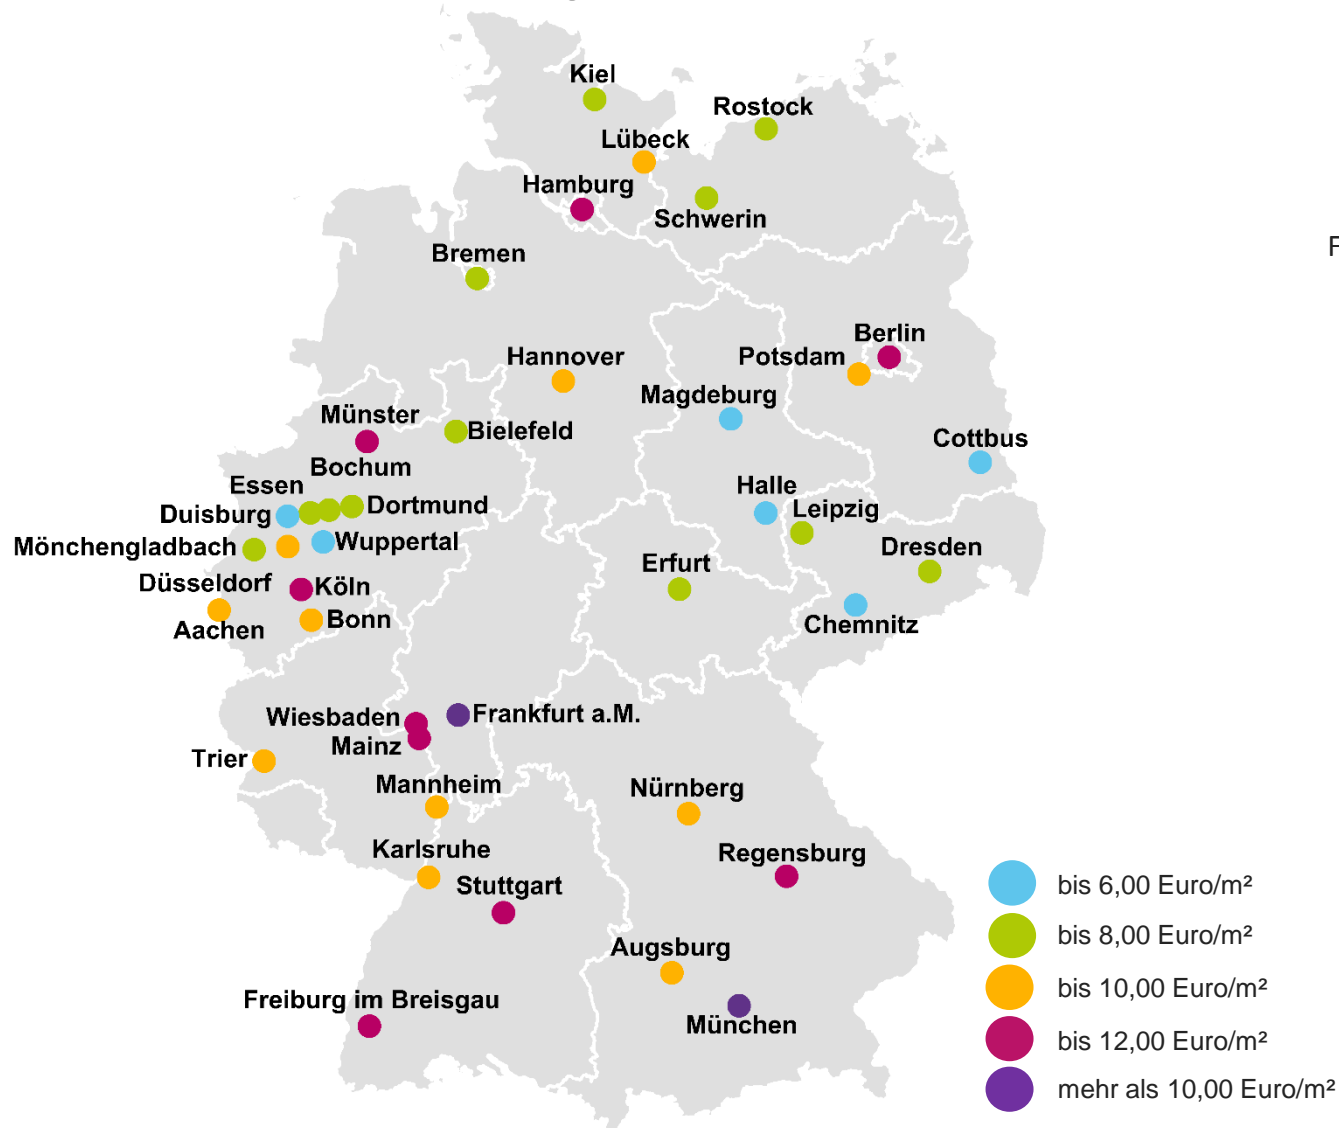 Kiel
Rostock
Lübeck
Hamburg
Schwerin
Bremen
F
Berlin
Hannover
Potsdam
Magdeburg
Münster
Bielefeld
Cottbus
Bochum
Essen
Halle
Dortmund
Leipzig
Duisburg
Wuppertal
Mönchengladbach
Dresden
Erfurt
Düsseldorf
Köln
Bonn
Chemnitz
Aachen
Wiesbaden
Frankfurt a.M.
Mainz
Trier
Mannheim
Nürnberg
Karlsruhe
Regensburg
Stuttgart
bis 6,00 Euro/m²
bis 8,00 Euro/m²
Augsburg
bis 10,00 Euro/m²
Freiburg im Breisgau
München
bis 12,00 Euro/m²
mehr als 10,00 Euro/m²